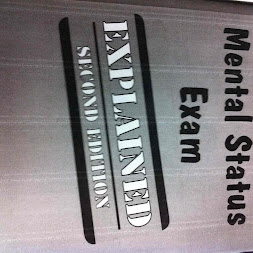 Mental Status
Exam
EXPLAINED
SECOND EDITION